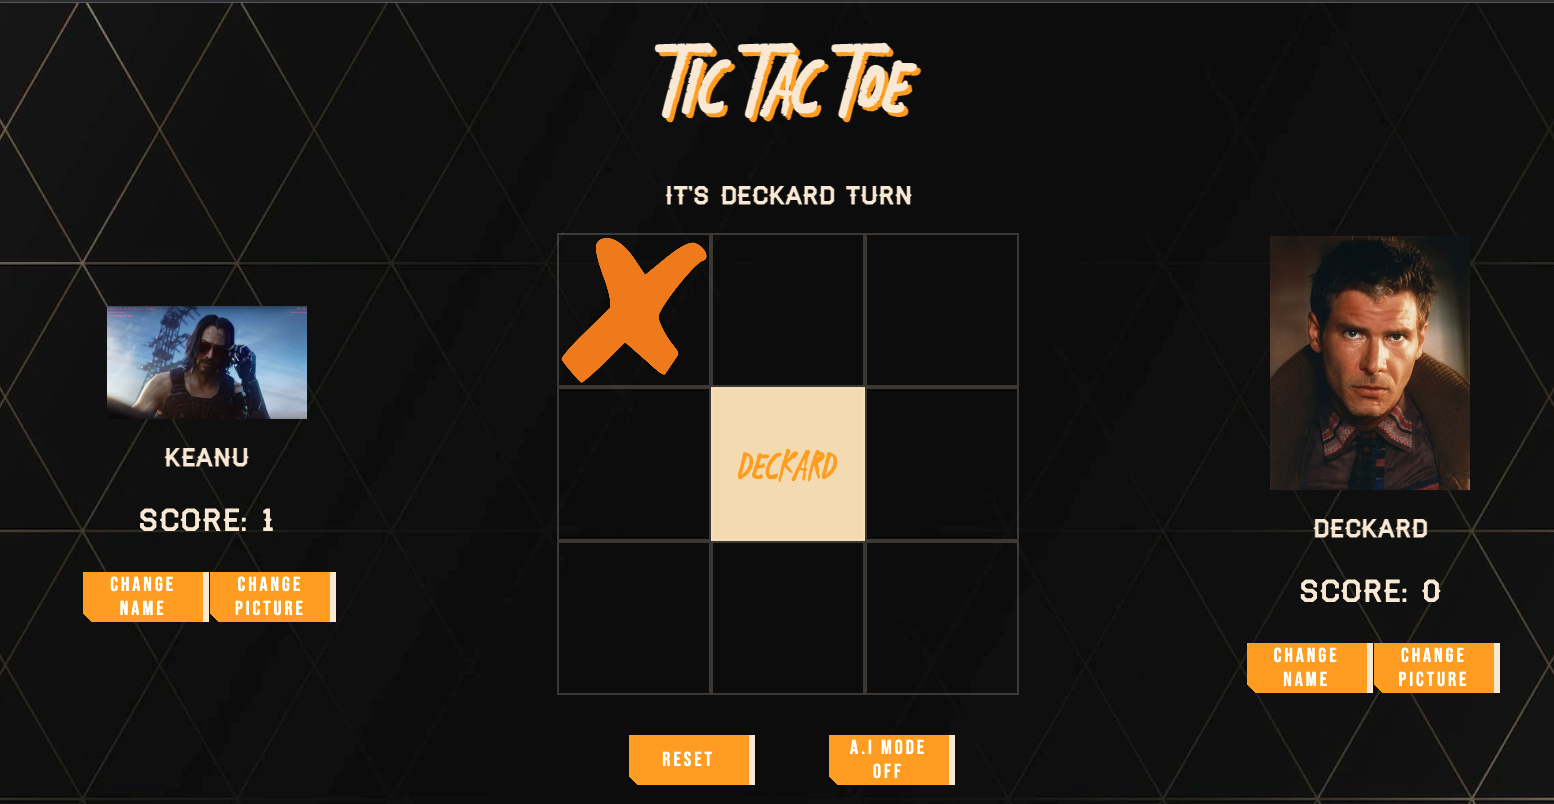 TIC TAC TOE
IT'S DECKARD TURN
DECKARD
KEANU
SCORE: 1
CHANGE
NAME
CHANGE
PICTURE
DECKARD
SCORE: 0
CHANGE
NAME
CHANGE
PICTURE
RESET
A.I MODE
OFF